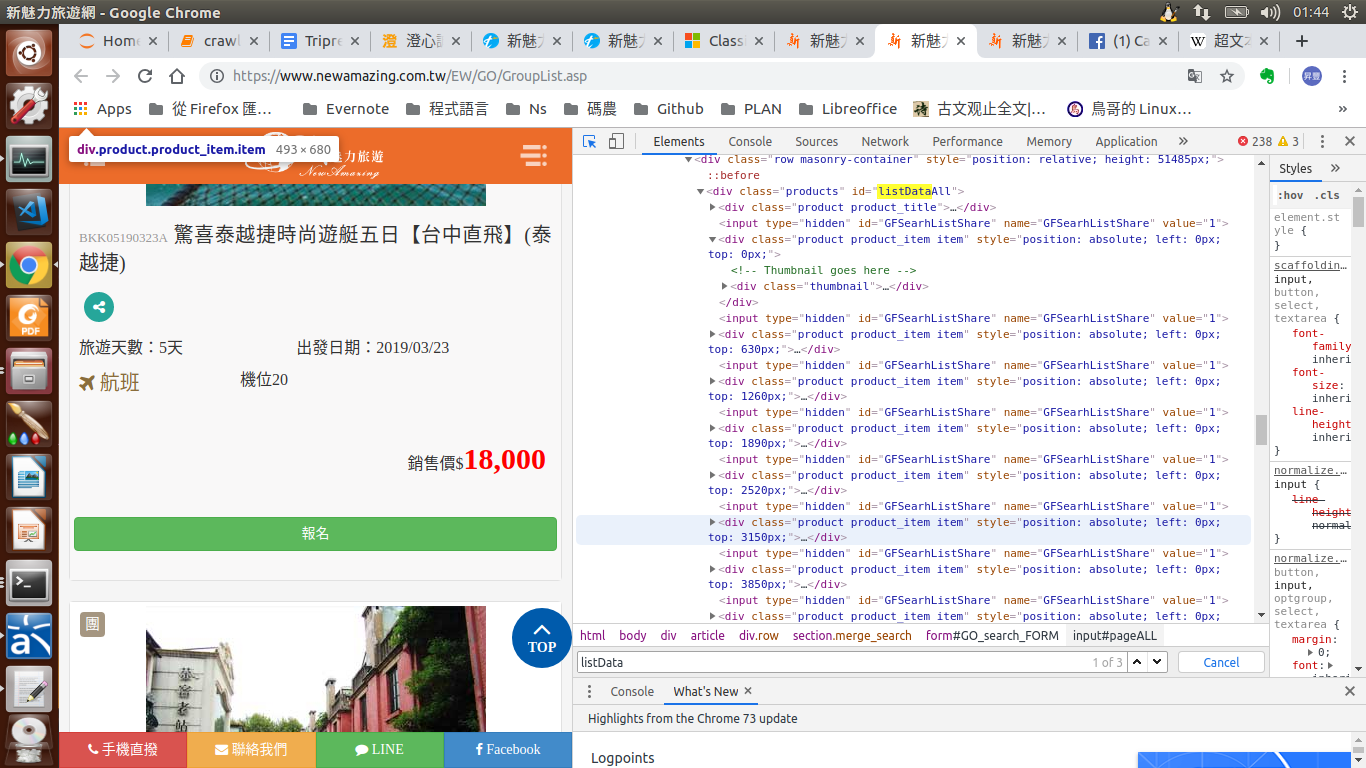 新魅力旅遊網 - Google Chrome
01:44
Home
crawl
Tripre
澄心
新魅
新魅
Class
新魅
新魅
新魅
(1) Ca
超文
https://www.newamazing.com.tw/EW/GO/GroupList.asp
昇豐
Apps
從 Firefox 匯…
Evernote
程式語言
Ns
碼農
Github
PLAN
Libreoffice
古文观止全文|…
鳥哥的 Linux…
»
div.product.product_item.item 493 × 680
魅力旅遊
NewAmazing
BKK05190323A 驚喜泰越捷時尚遊艇五日【台中直飛】(泰
越捷)
旅遊天數：5天
出發日期：2019/03/23
航班
機位20
銷售價$18,000
報名
團
TOP
手機直撥
聯絡我們
LINE
Facebook
PDF
Elements
Console
Sources
Network
Performance
Memory
Application
»
238
3
<div class="row masonry-container" style="position: relative; height: 51485px;">
::before
<div class="products" id="listDataAll">
<div class="product product_title">…</div>
<input type="hidden" id="GFSearhListShare" name="GFSearhListShare" value="1">
<div class="product product_item item" style="position: absolute; left: 0px;
top: 0px;">
<!-- Thumbnail goes here -->
<div class="thumbnail">…</div>
</div>
<input type="hidden" id="GFSearhListShare" name="GFSearhListShare" value="1">
<div class="product product_item item" style="position: absolute; left: 0px;
top: 630px;">…</div>
<input type="hidden" id="GFSearhListShare" name="GFSearhListShare" value="1">
<div class="product product_item item" style="position: absolute; left: 0px;
top: 1260px;">…</div>
<input type="hidden" id="GFSearhListShare" name="GFSearhListShare" value="1">
<div class="product product_item item" style="position: absolute; left: 0px;
top: 1890px;">…</div>
<input type="hidden" id="GFSearhListShare" name="GFSearhListShare" value="1">
<div class="product product_item item" style="position: absolute; left: 0px;
top: 2520px;">…</div>
<input type="hidden" id="GFSearhListShare" name="GFSearhListShare" value="1">
<div class="product product_item item" style="position: absolute; left: 0px;
top: 3150px;">…</div>
<input type="hidden" id="GFSearhListShare" name="GFSearhListShare" value="1">
<div class="product product_item item" style="position: absolute; left: 0px;
top: 3850px;">…</div>
<input type="hidden" id="GFSearhListShare" name="GFSearhListShare" value="1">
<div class="product product_item item" style="position: absolute; left: 0px;
html body div article div.row section.merge_search form#GO_search_FORM input#pageALL
listData
1 of 3
Cancel
Styles
»
:hov .cls
element.st
yle {
}
scaffoldin…
input,
button,
select,
textarea {
font-
family
inheri
font-
size:
inheri
line-
height
inheri
}
normalize.…
input {
line-
height
normal
}
normalize.…
button,
input,
optgroup,
select,
textarea {
margin:
0;
font:
inheri
Console
What's New
Highlights from the Chrome 73 update
Logpoints